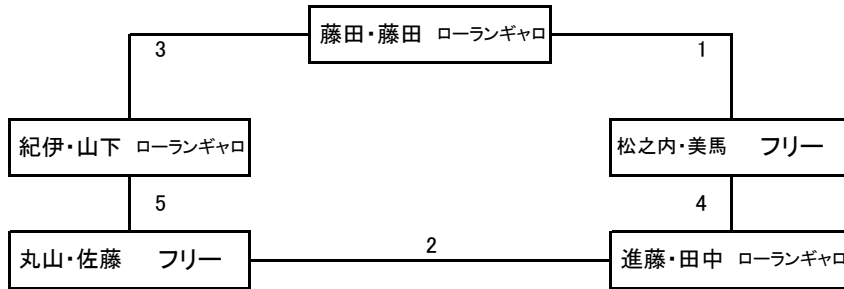 藤田・藤田 ローランギャロ
3
1
紀伊・山下 ローランギャロ
松之内・美馬 フリー
5
4
丸山・佐藤 フリー
2
進藤・田中 ローランギャロ